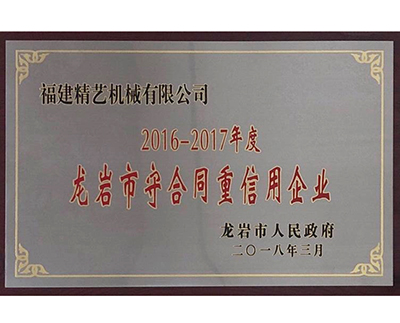 福建精艺机械有限公司
2016-2017年度
龙岩市守合同重信用企业
龙岩市人民政府
二〇一八年三月